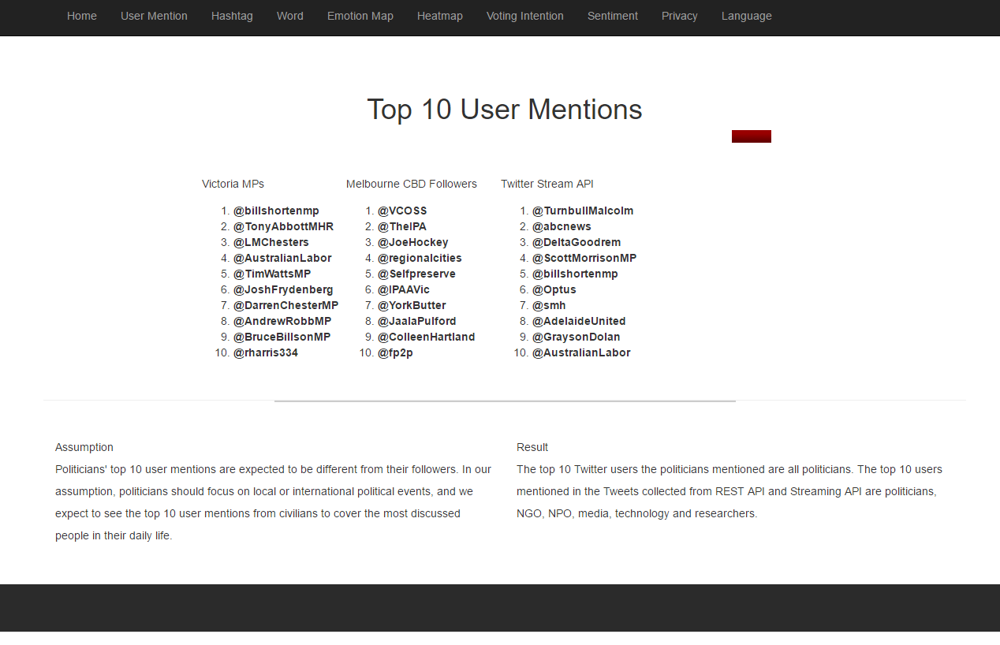 Home User Mention Hashtag Word Emotion Map Heatmap Voting Intention Sentiment Privacy Language
Top 10 User Mentions
Victoria MPs
1. @billshortenmp
2. @TonyAbbottMHR
3. @LMChesters
4. @AustralianLabor
5. @TimWattsMP
6. @JoshFrydenberg
7. @DarrenChesterMP
8. @AndrewRobbMP
9. @BruceBillsonMP
10. @rharris334
Melbourne CBD Followers
1. @VCOSS
2. @TheIPA
3. @JoeHockey
4. @regionalcities
5. @Selfpreserve
6. @IPAAVic
7. @YorkButter
8. @JaalaPulford
9. @ColleenHartland
10. @fp2p
Twitter Stream API
1. @TurnbullMalcolm
2. @abcnews
3. @DeltaGoodrem
4. @ScottMorrisonMP
5. @billshortenmp
6. @Optus
7. @smh
8. @AdelaideUnited
9. @GraysonDolan
10. @AustralianLabor
Assumption
Politicians' top 10 user mentions are expected to be different from their followers. In our
assumption, politicians should focus on local or international political events, and we
expect to see the top 10 user mentions from civilians to cover the most discussed
people in their daily life.
Result
The top 10 Twitter users the politicians mentioned are all politicians. The top 10 users
mentioned in the Tweets collected from REST API and Streaming API are politicians,
NGO, NPO, media, technology and researchers.